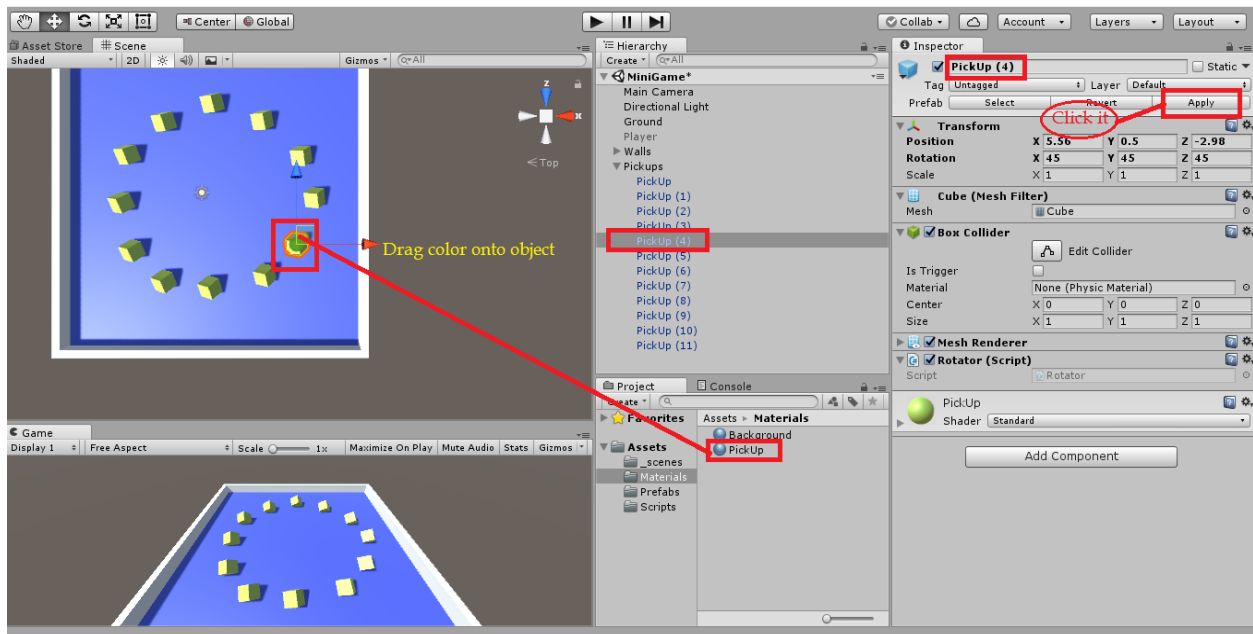 Center Global Collab Account Layers Layout
Asset Store Scene
Shaded 2D Gizmos All
Z
X
Top
Drag color onto object
Game
Display 1 Free Aspect Scale 1x Maximize On Play Mute Audio Stats Gizmos
Hierarchy
Create All
MiniGame*
Main Camera
Directional Light
Ground
Player
Walls
Pickups
PickUp
PickUp (1)
PickUp (2)
PickUp (3)
PickUp (4)
PickUp (5)
PickUp (6)
PickUp (7)
PickUp (8)
PickUp (9)
PickUp (10)
PickUp (11)
Project Console
Create
Favorites
Assets
_scenes
Materials
Prefabs
Scripts
Assets Materials
Background
PickUp
Inspector
PickUp (4) Static
Tag Untagged Layer Default
Prefab Select Revert Apply
Click it
Transform
Position X 5.56 Y 0.5 Z -2.98
Rotation X 45 Y 45 Z 45
Scale X 1 Y 1 Z 1
Cube (Mesh Filter)
Mesh Cube
Box Collider
Edit Collider
Is Trigger
Material None (Physic Material)
Center X 0 Y 0 Z 0
Size X 1 Y 1 Z 1
Mesh Renderer
Rotator (Script)
Script Rotator
PickUp
Shader Standard
Add Component